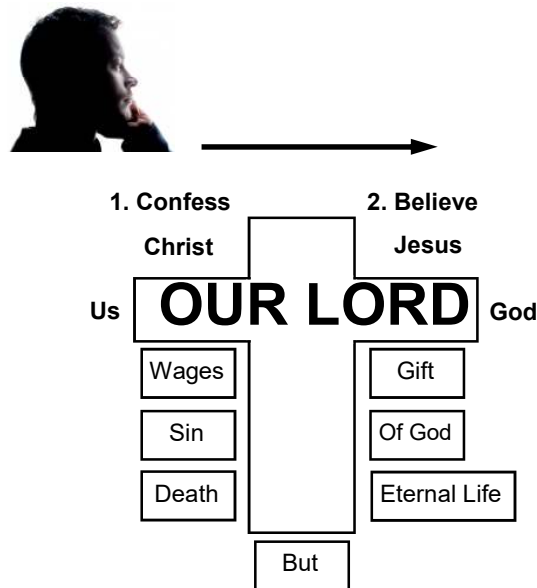 1. Confess 2. Believe
Christ Jesus
Us OUR LORD God
Wages Gift
Sin Of God
Death Eternal Life
But